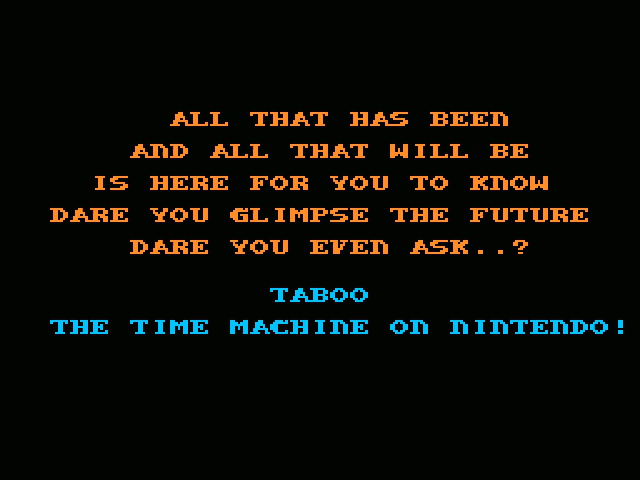 ALL THAT HAS BEEN
AND ALL THAT WILL BE
IS HERE FOR YOU TO KNOW
DARE YOU GLIMPSE THE FUTURE
DARE YOU EVEN ASK..?
TABOO
THE TIME MACHINE ON NINTENDO!